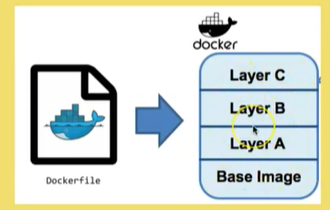 docker
Layer C
Layer B
Layer A
Base Image
Dockerfile